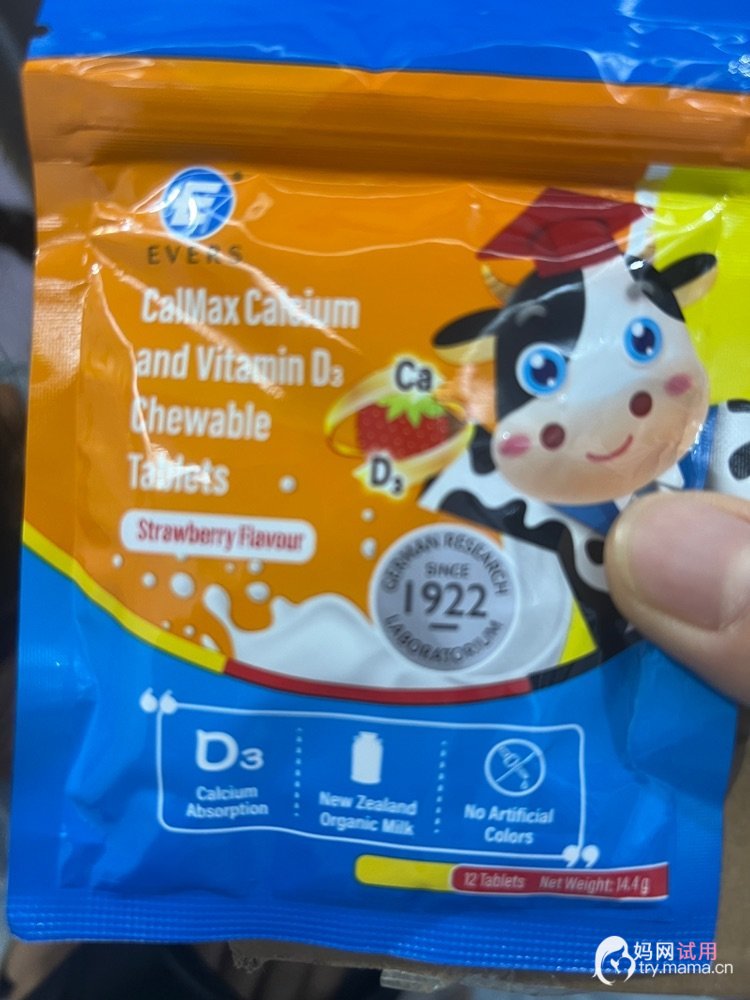 EVERS
CalMax Calcium
and Vitamin D3
Chewable
Tablets
Strawberry Flavour
Ca
D3
GERMAN RESEARCH
SINCE
1922
LABORATORIUM
D3
Calcium
Absorption
New Zealand
Organic Milk
No Artificial
Colors
12 Tablets Net Weight: 14.4g
妈网试用
try.mama.cn